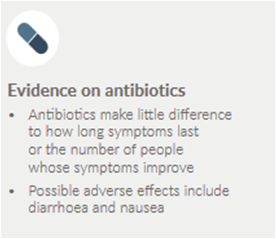 Evidence on antibiotics
• Antibiotics make little difference
to how long symptoms last
or the number of people
whose symptoms improve
• Possible adverse effects include
diarrhoea and nausea